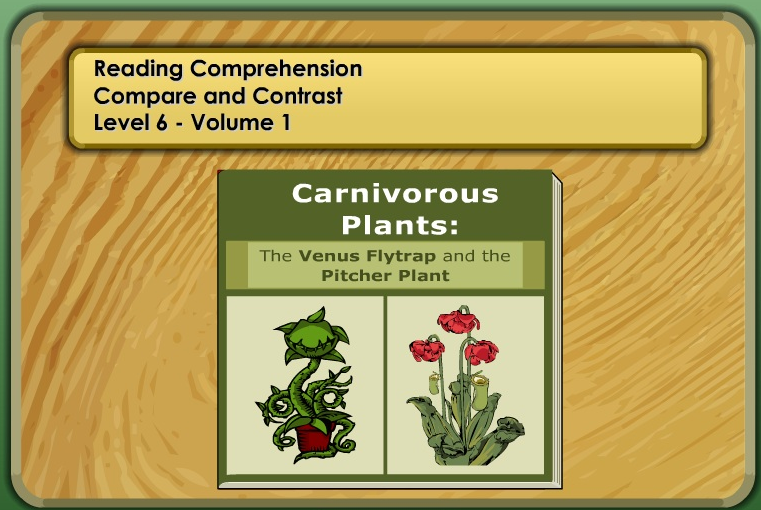 Reading Comprehension
Compare and Contrast
Level 6 - Volume 1
Carnivorous
Plants:
The Venus Flytrap and the
Pitcher Plant